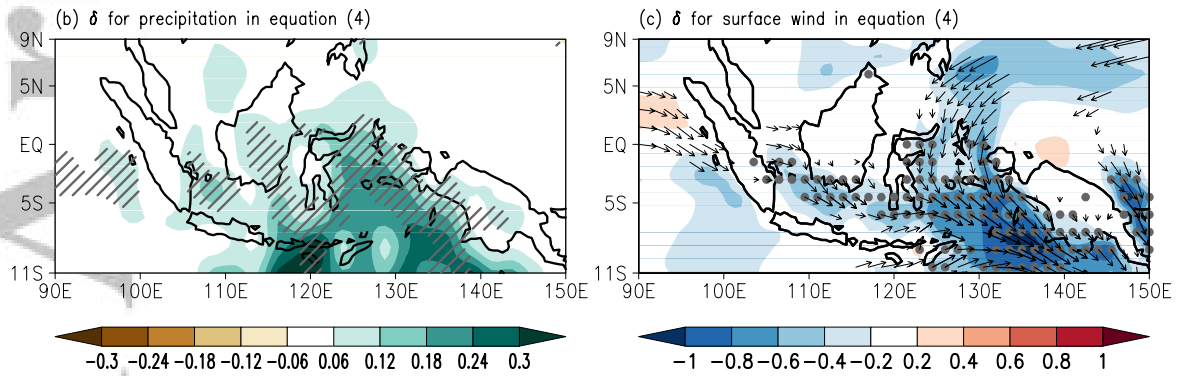 (b) δ for precipitation in equation (4)
9N
5N
EQ
5S
11S
90E 100E 110E 120E 130E 140E 150E
-0.3 -0.24 -0.18 -0.12 -0.06 0.06 0.12 0.18 0.24 0.3
(c) δ for surface wind in equation (4)
9N
5N
EQ
5S
11S
90E 100E 110E 120E 130E 140E 150E
-1 -0.8 -0.6 -0.4 -0.2 0.2 0.4 0.6 0.8 1